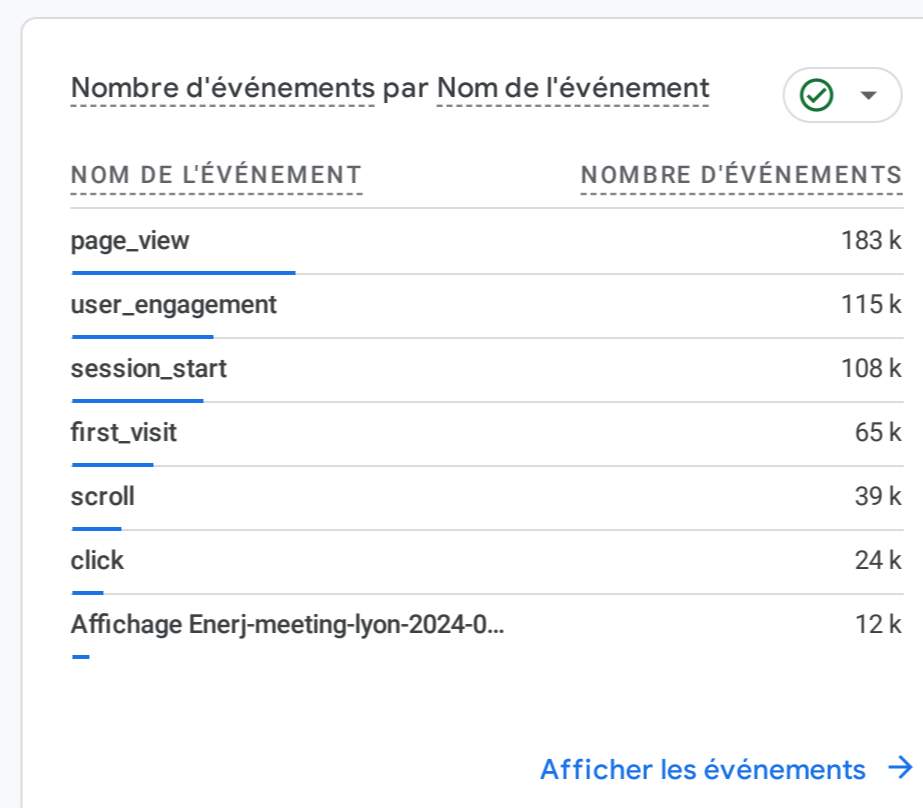 Nombre d'événements par Nom de l'événement
NOM DE L'ÉVÉNEMENT NOMBRE D'ÉVÉNEMENTS
page_view 183 k
user_engagement 115 k
session_start 108 k
first_visit 65 k
scroll 39 k
click 24 k
Affichage Enerj-meeting-lyon-2024-0... 12 k
Afficher les événements